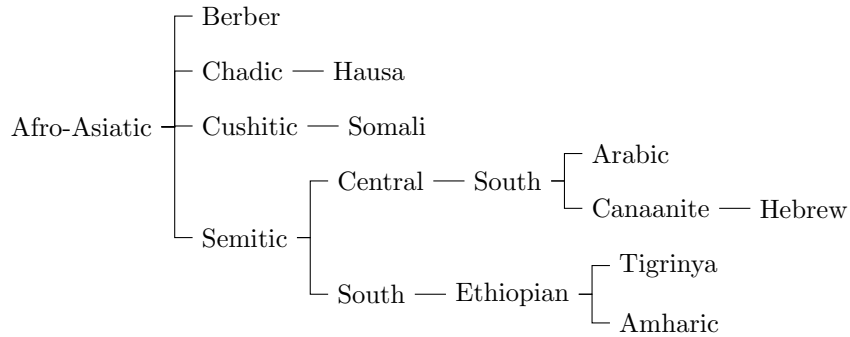 Berber
Chadic
Hausa
Afro-Asiatic
Cushitic
Somali
Arabic
Central
South
Canaanite
Hebrew
Semitic
Tigrinya
South
Ethiopian
Amharic